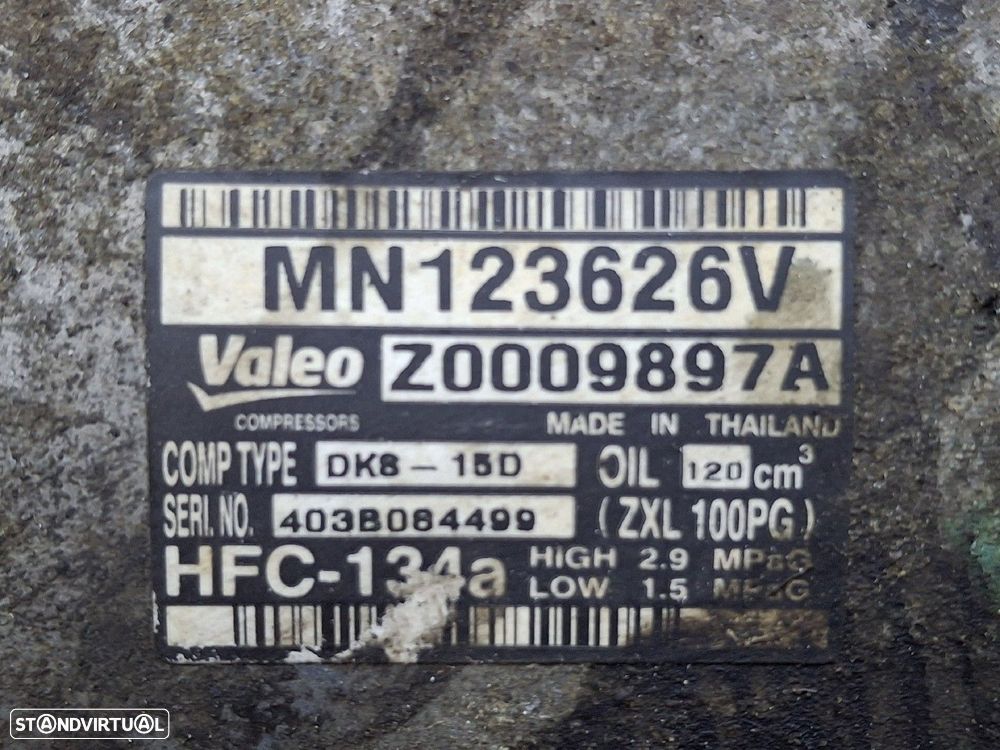 MN123626V
Valeo Z0009897A
COMPRESSORS MADE IN THAILAND
COMP TYPE DKS-15D OIL 120 cm³
SERI. NO. 403B084499 (ZXL 100PG)
HFC-134a HIGH 2.9 MPaG
LOW 1.5 MPaG
STANDVIRTUAL